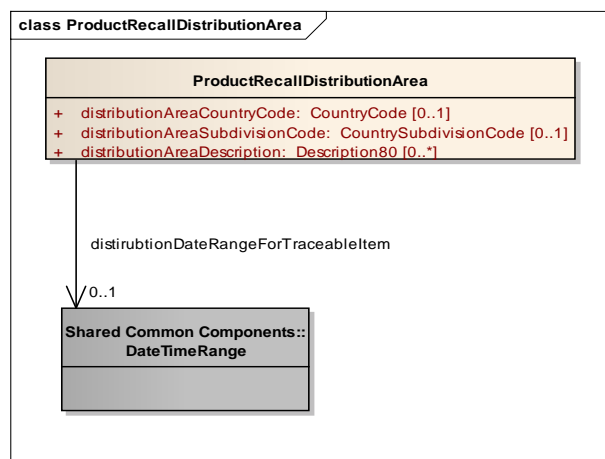 class ProductRecallDistributionArea
ProductRecallDistributionArea
+ distributionAreaCountryCode: CountryCode [0..1]
+ distributionAreaSubdivisionCode: CountrySubdivisionCode [0..1]
+ distributionAreaDescription: Description80 [0..*]
distirubtionDateRangeForTraceableItem
0..1
Shared Common Components::
DateTimeRange